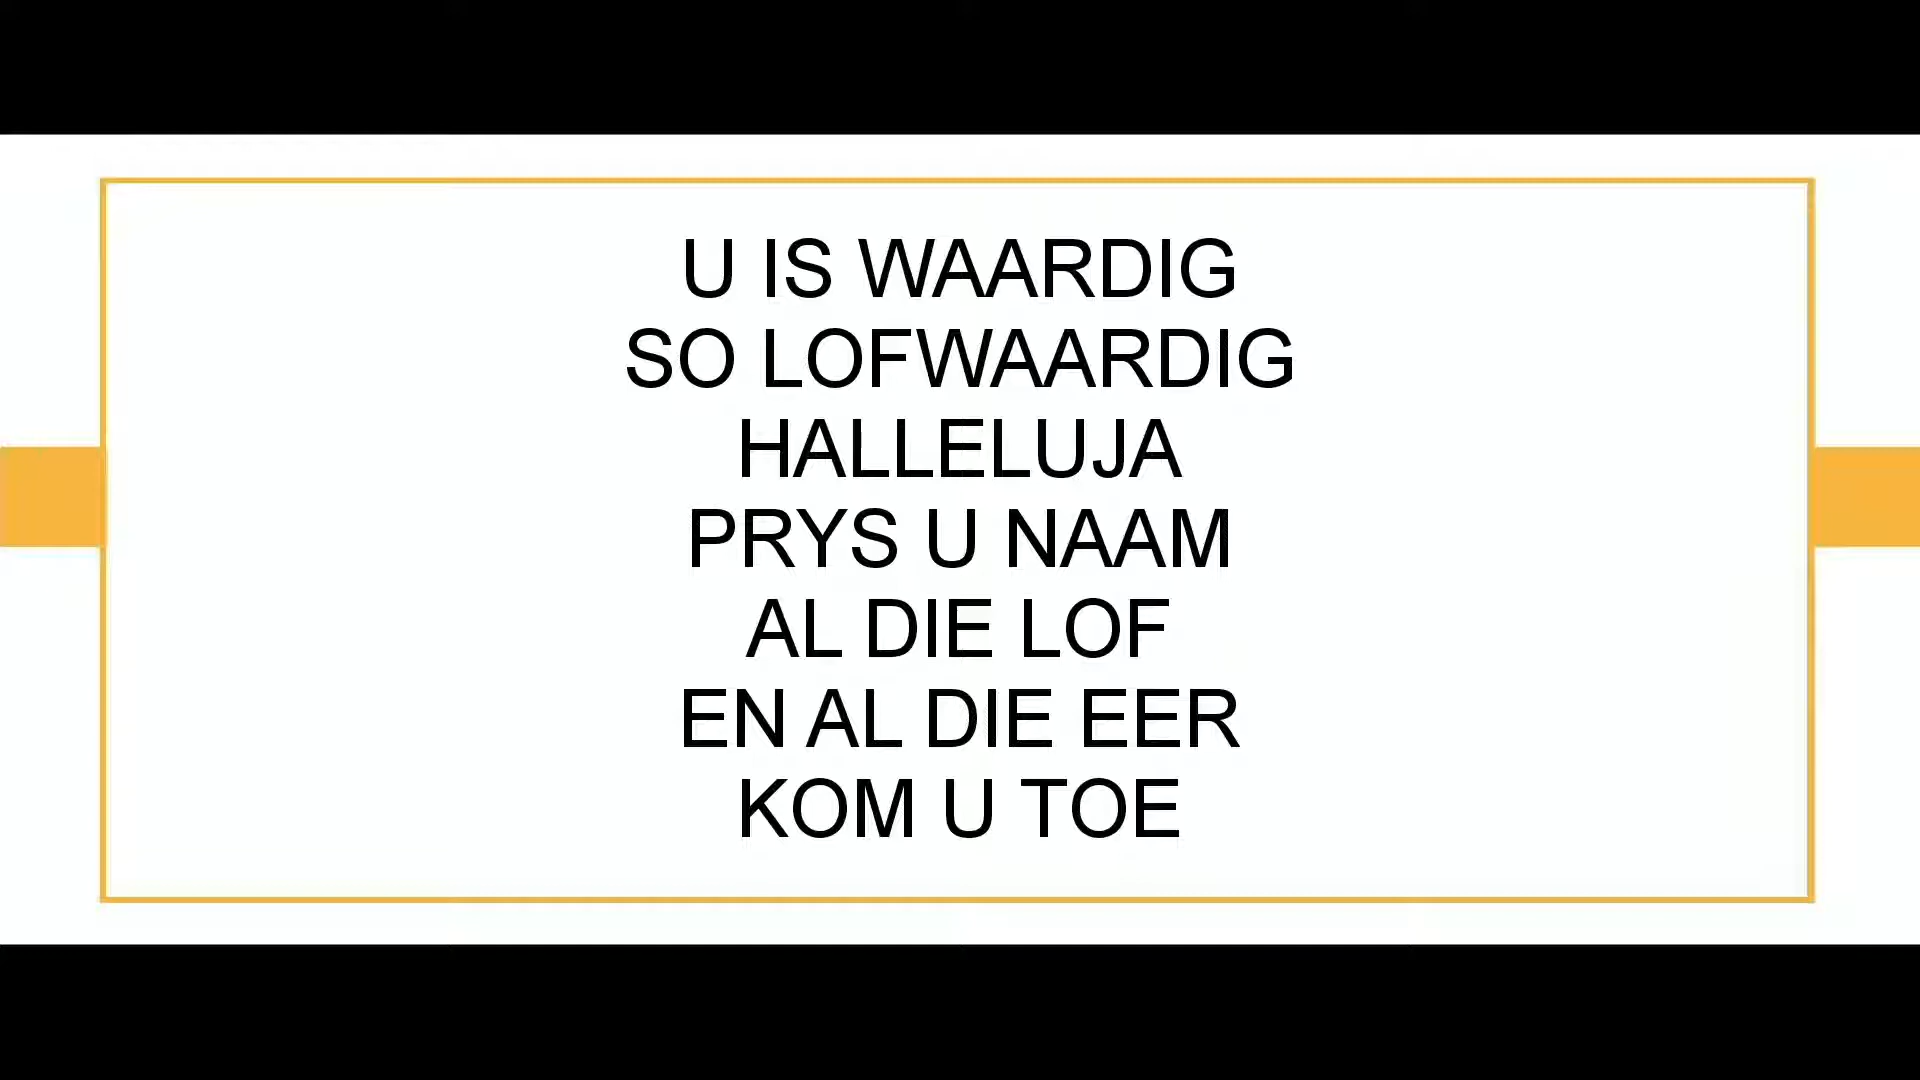 U IS WAARDIG
SO LOFWAARDIG
HALLELUJA
PRYS U NAAM
AL DIE LOF
EN AL DIE EER
KOM U TOE